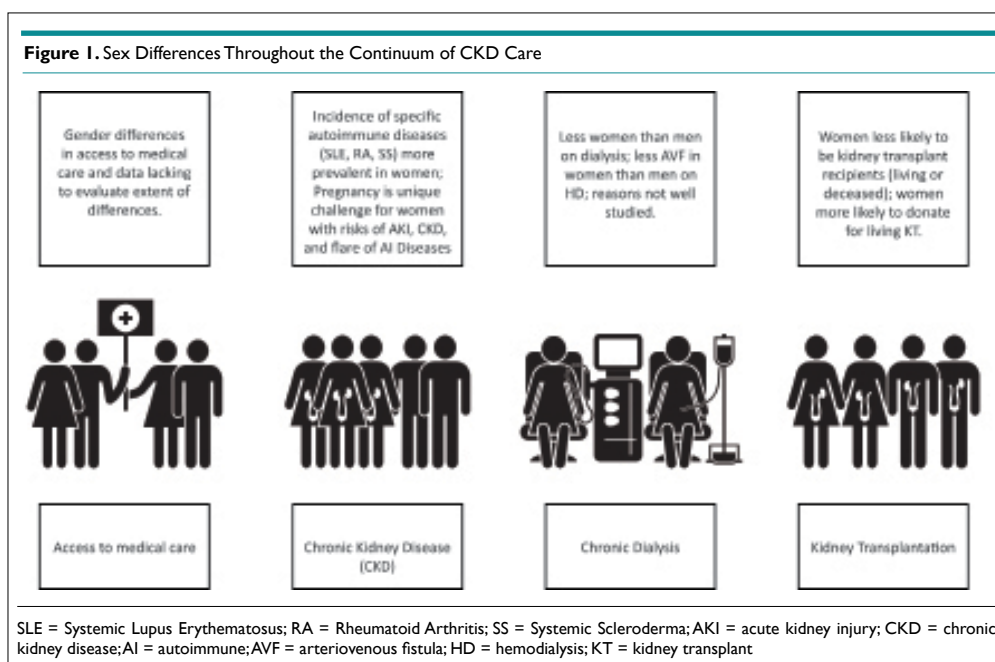 Figure 1. Sex Differences Throughout the Continuum of CKD Care
Gender differences
in access to medical
care and data lacking
to evaluate extent of
differences.
Incidence of specific
autoimmune diseases
(SLE, RA, SS) more
prevalent in women;
Pregnancy is unique
challenge for women
with risks of AKI, CKD,
and flare of AI Diseases
Less women than men
on dialysis; less AVF in
women than men on
HD; reasons not well
studied.
Women less likely to
be kidney transplant
recipients (living or
deceased); women
more likely to donate
for living KT.
Access to medical care
Chronic Kidney Disease
(CKD)
Chronic Dialysis
Kidney Transplantation
SLE = Systemic Lupus Erythematosus; RA = Rheumatoid Arthritis; SS = Systemic Scleroderma; AKI = acute kidney injury; CKD = chronic
kidney disease; AI = autoimmune; AVF = arteriovenous fistula; HD = hemodialysis; KT = kidney transplant